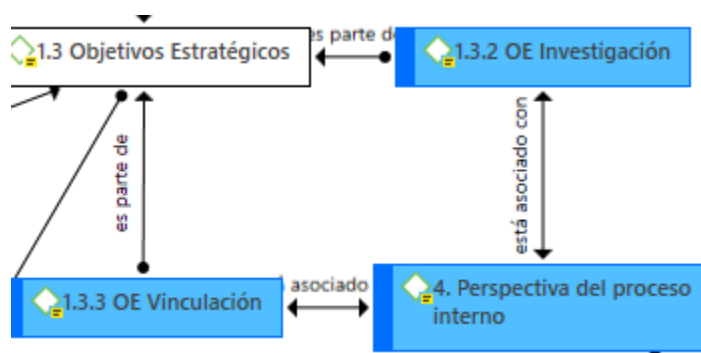 es parte de
1.3 Objetivos Estratégicos
1.3.2 OE Investigación
es parte de
está asociado con
asociado
1.3.3 OE Vinculación
4. Perspectiva del proceso
interno